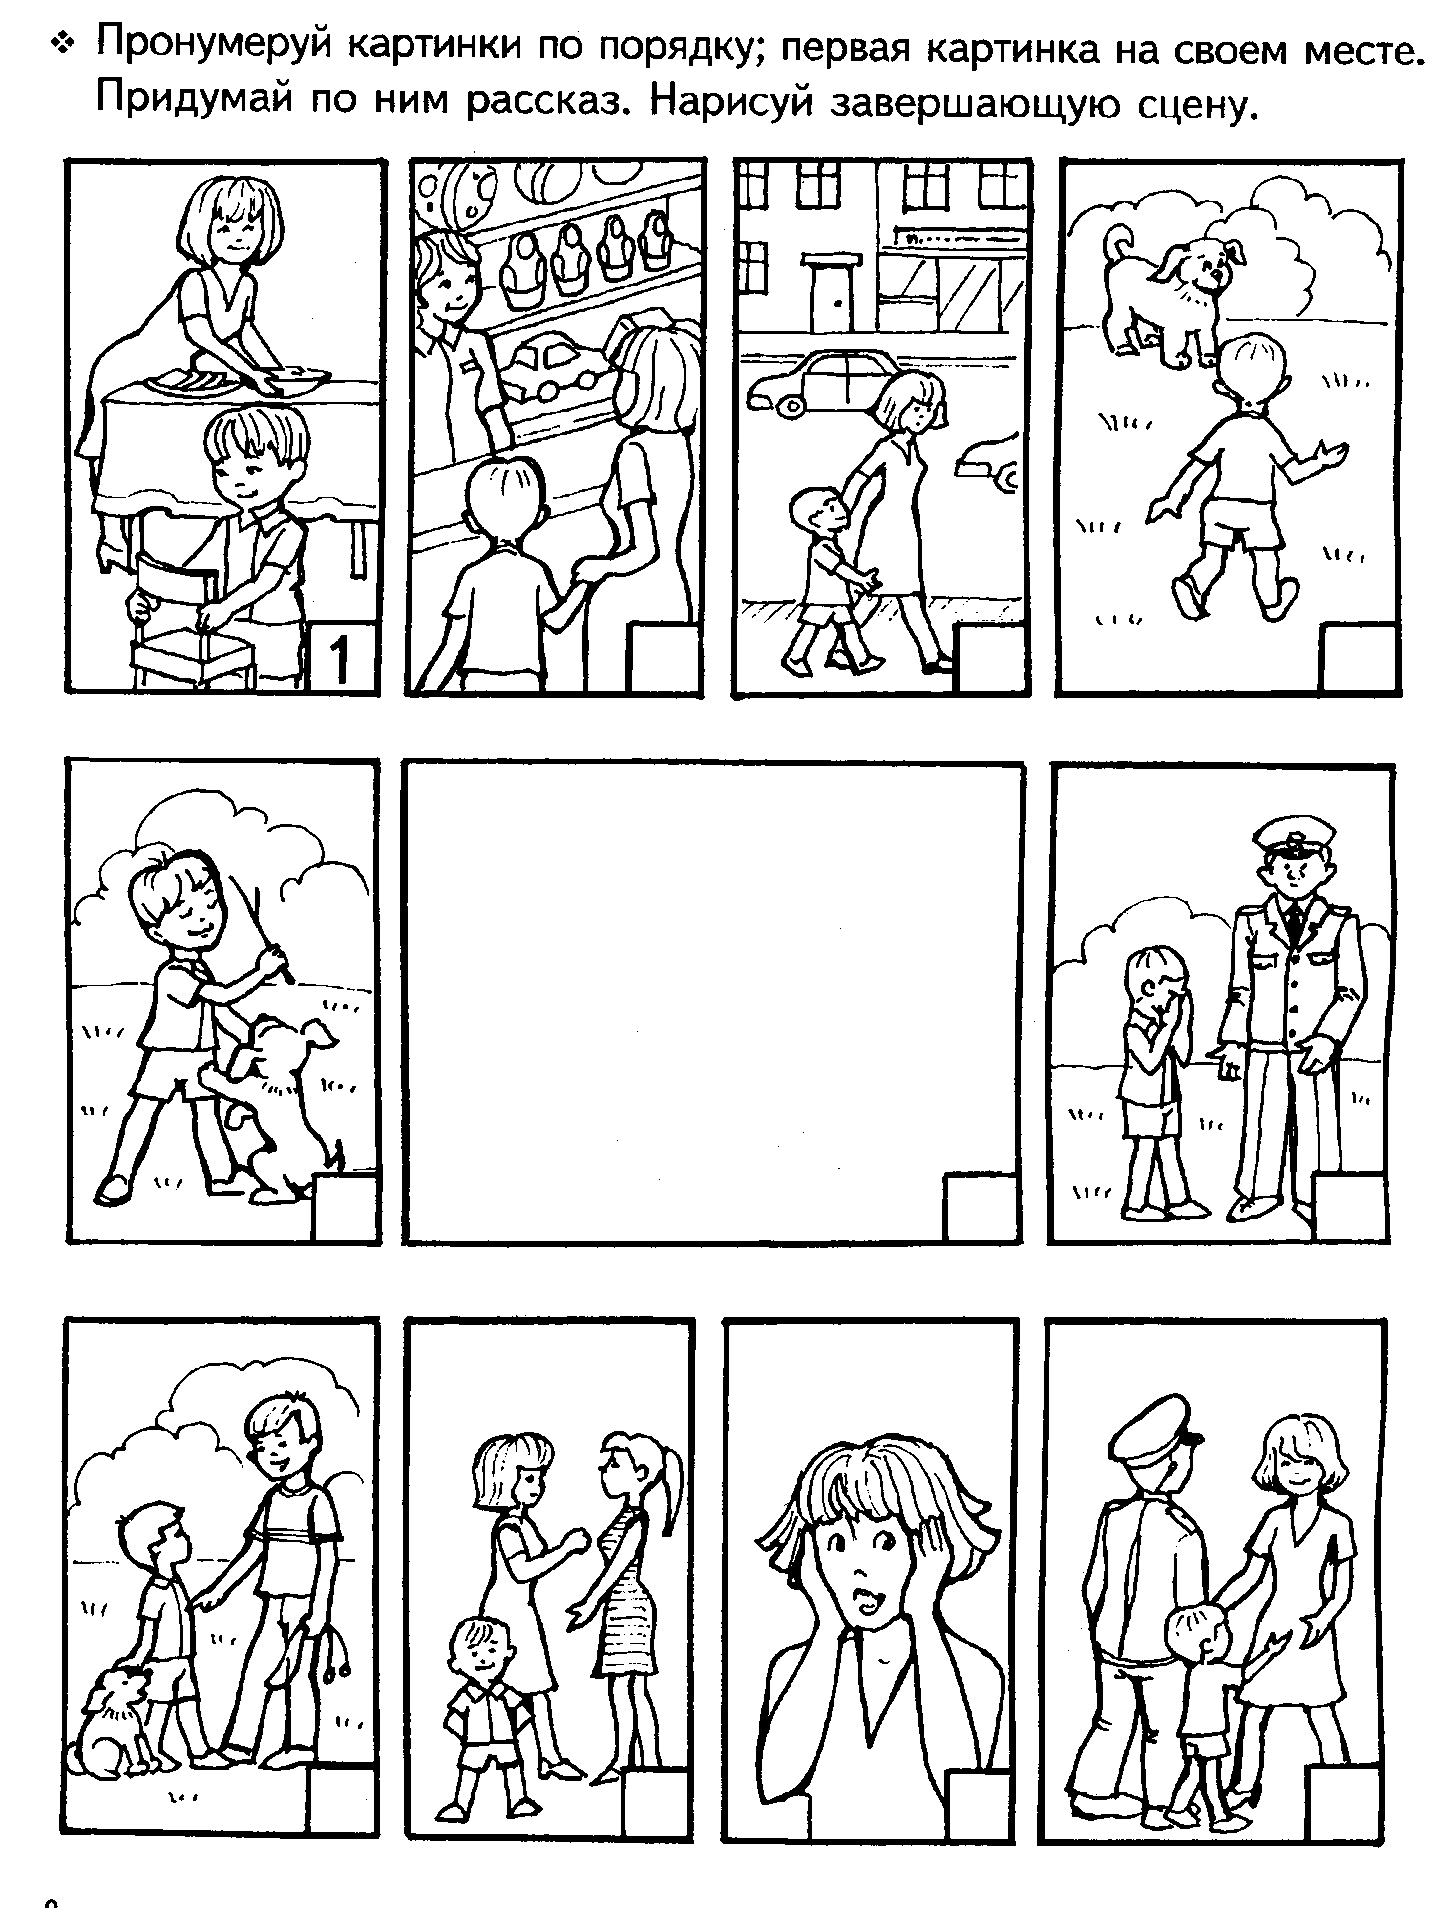 ❖ Пронумеруй картинки по порядку; первая картинка на своем месте.
Придумай по ним рассказ. Нарисуй завершающую сцену.
1